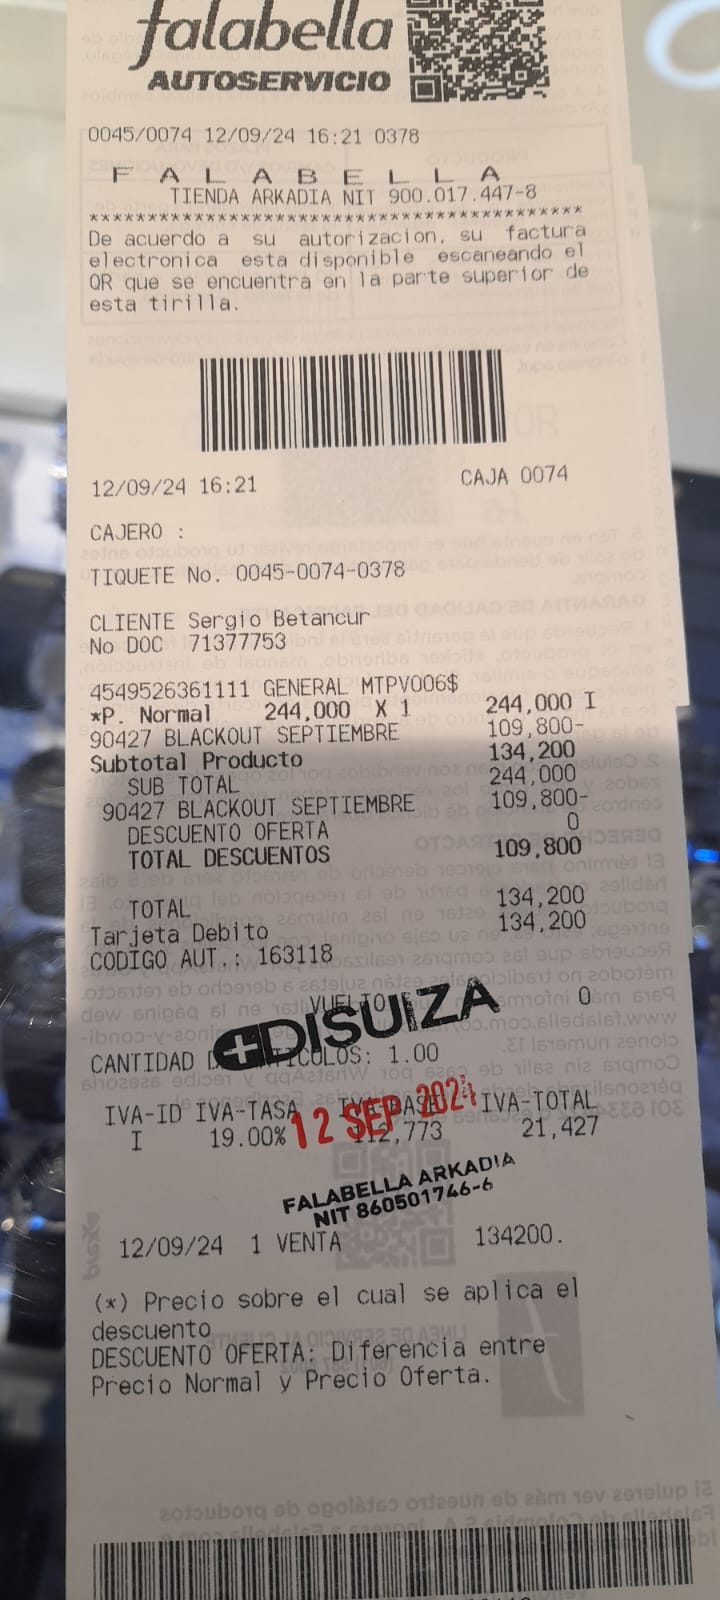 falabella
AUTOSERVICIO
0045/0074 12/09/24 16:21 0378
F A L A B E L L A
TIENDA ARKADIA NIT 900.017.447-8
******************************************
De acuerdo a su autorizacion, su factura
electronica esta disponible escaneando el
QR que se encuentra en la parte superior de
esta tirilla.
12/09/24 16:21 CAJA 0074
CAJERO :
TIQUETE No. 0045-0074-0378
CLIENTE Sergio Betancur
No DOC 71377753
4549526361111 GENERAL MTPV006$
*P. Normal 244,000 X 1 244,000 I
90427 BLACKOUT SEPTIEMBRE 109,800-
Subtotal Producto 134,200
SUB TOTAL 244,000
90427 BLACKOUT SEPTIEMBRE 109,800-
DESCUENTO OFERTA 0
TOTAL DESCUENTOS 109,800
TOTAL 134,200
Tarjeta Debito 134,200
CODIGO AUT.: 163118
VUELTO 0
DISUIZA
CANTIDAD CULOS: 1.00
IVA-ID IVA-TASA BASE IVA-TOTAL
12 SEP 2024
I 19.00% 112,773 21,427
FALABELLA ARKADIA
NIT 860501746-6
12/09/24 1 VENTA 134200.
(*) Precio sobre el cual se aplica el
descuento
DESCUENTO OFERTA: Diferencia entre
Precio Normal y Precio Oferta.